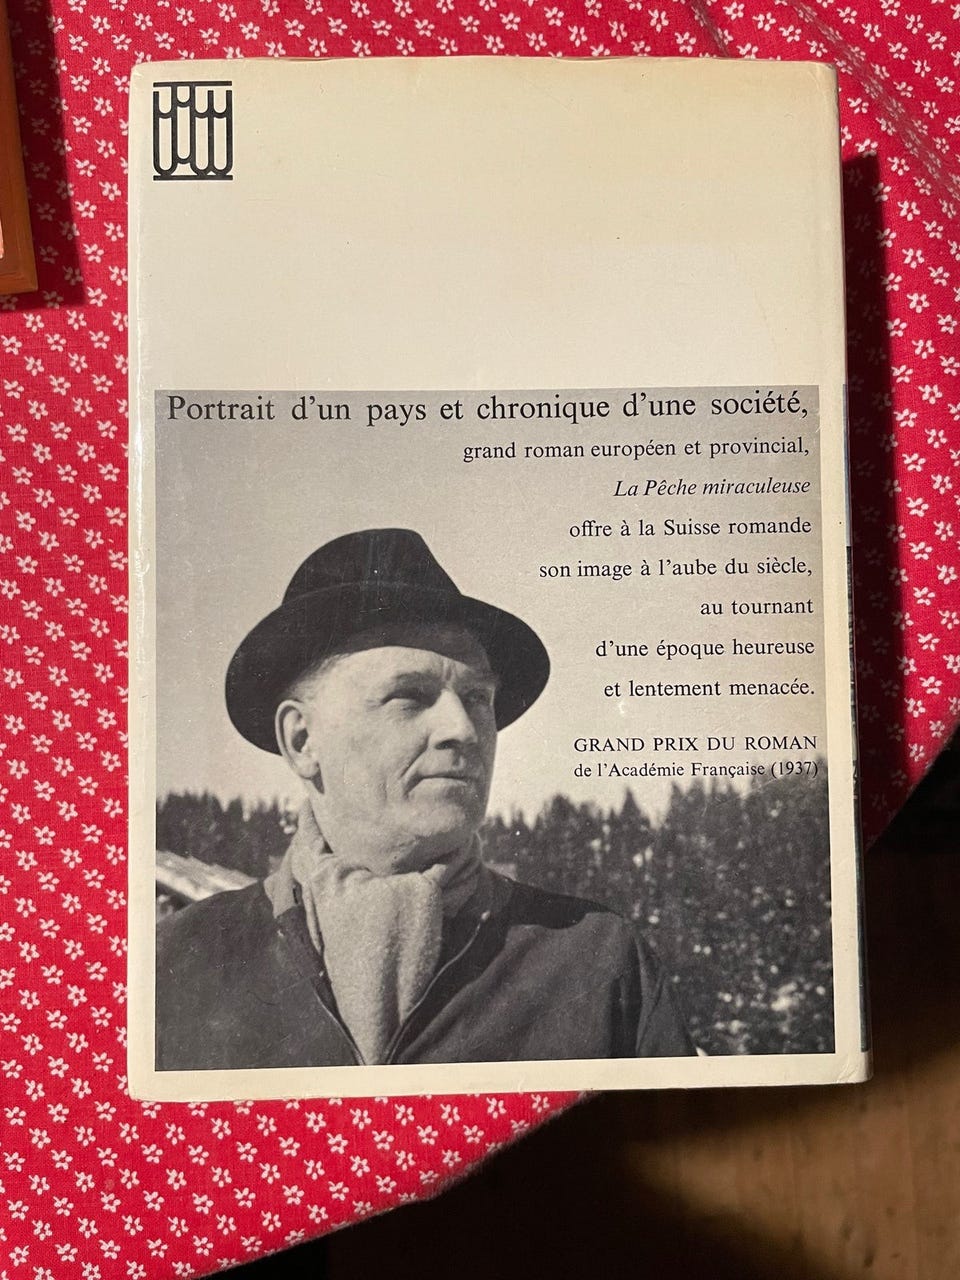 Portrait d'un pays et chronique d'une société,
grand roman européen et provincial,
La Pêche miraculeuse
offre à la Suisse romande
son image à l'aube du siècle,
au tournant
d'une époque heureuse
et lentement menacée.
GRAND PRIX DU ROMAN
de l'Académie Française (1937)